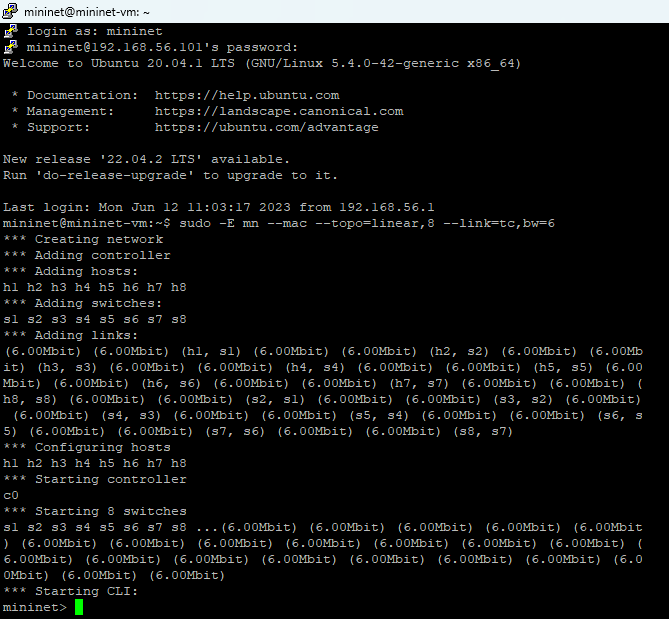 mininet@mininet-vm: ~
login as: mininet
mininet@192.168.56.101's password:
Welcome to Ubuntu 20.04.1 LTS (GNU/Linux 5.4.0-42-generic x86_64)
* Documentation:  https://help.ubuntu.com
* Management:     https://landscape.canonical.com
* Support:        https://ubuntu.com/advantage
New release '22.04.2 LTS' available.
Run 'do-release-upgrade' to upgrade to it.
Last login: Mon Jun 12 11:03:17 2023 from 192.168.56.1
mininet@mininet-vm:~$ sudo -E mn --mac --topo=linear,8 --link=tc,bw=6
*** Creating network
*** Adding controller
*** Adding hosts:
h1 h2 h3 h4 h5 h6 h7 h8
*** Adding switches:
s1 s2 s3 s4 s5 s6 s7 s8
*** Adding links:
(6.00Mbit) (6.00Mbit) (h1, s1) (6.00Mbit) (6.00Mbit) (h2, s2) (6.00Mbit) (6.00Mb
it) (h3, s3) (6.00Mbit) (6.00Mbit) (h4, s4) (6.00Mbit) (6.00Mbit) (h5, s5) (6.00
Mbit) (6.00Mbit) (h6, s6) (6.00Mbit) (6.00Mbit) (h7, s7) (6.00Mbit) (6.00Mbit) (
h8, s8) (6.00Mbit) (6.00Mbit) (s2, s1) (6.00Mbit) (6.00Mbit) (s3, s2) (6.00Mbit)
(6.00Mbit) (s4, s3) (6.00Mbit) (6.00Mbit) (s5, s4) (6.00Mbit) (6.00Mbit) (s6, s
5) (6.00Mbit) (6.00Mbit) (s7, s6) (6.00Mbit) (6.00Mbit) (s8, s7)
*** Configuring hosts
h1 h2 h3 h4 h5 h6 h7 h8
*** Starting controller
c0
*** Starting 8 switches
s1 s2 s3 s4 s5 s6 s7 s8 ...(6.00Mbit) (6.00Mbit) (6.00Mbit) (6.00Mbit) (6.00Mbit
) (6.00Mbit) (6.00Mbit) (6.00Mbit) (6.00Mbit) (6.00Mbit) (6.00Mbit) (6.00Mbit) (
6.00Mbit) (6.00Mbit) (6.00Mbit) (6.00Mbit) (6.00Mbit) (6.00Mbit) (6.00Mbit) (6.0
0Mbit) (6.00Mbit) (6.00Mbit)
*** Starting CLI:
mininet>